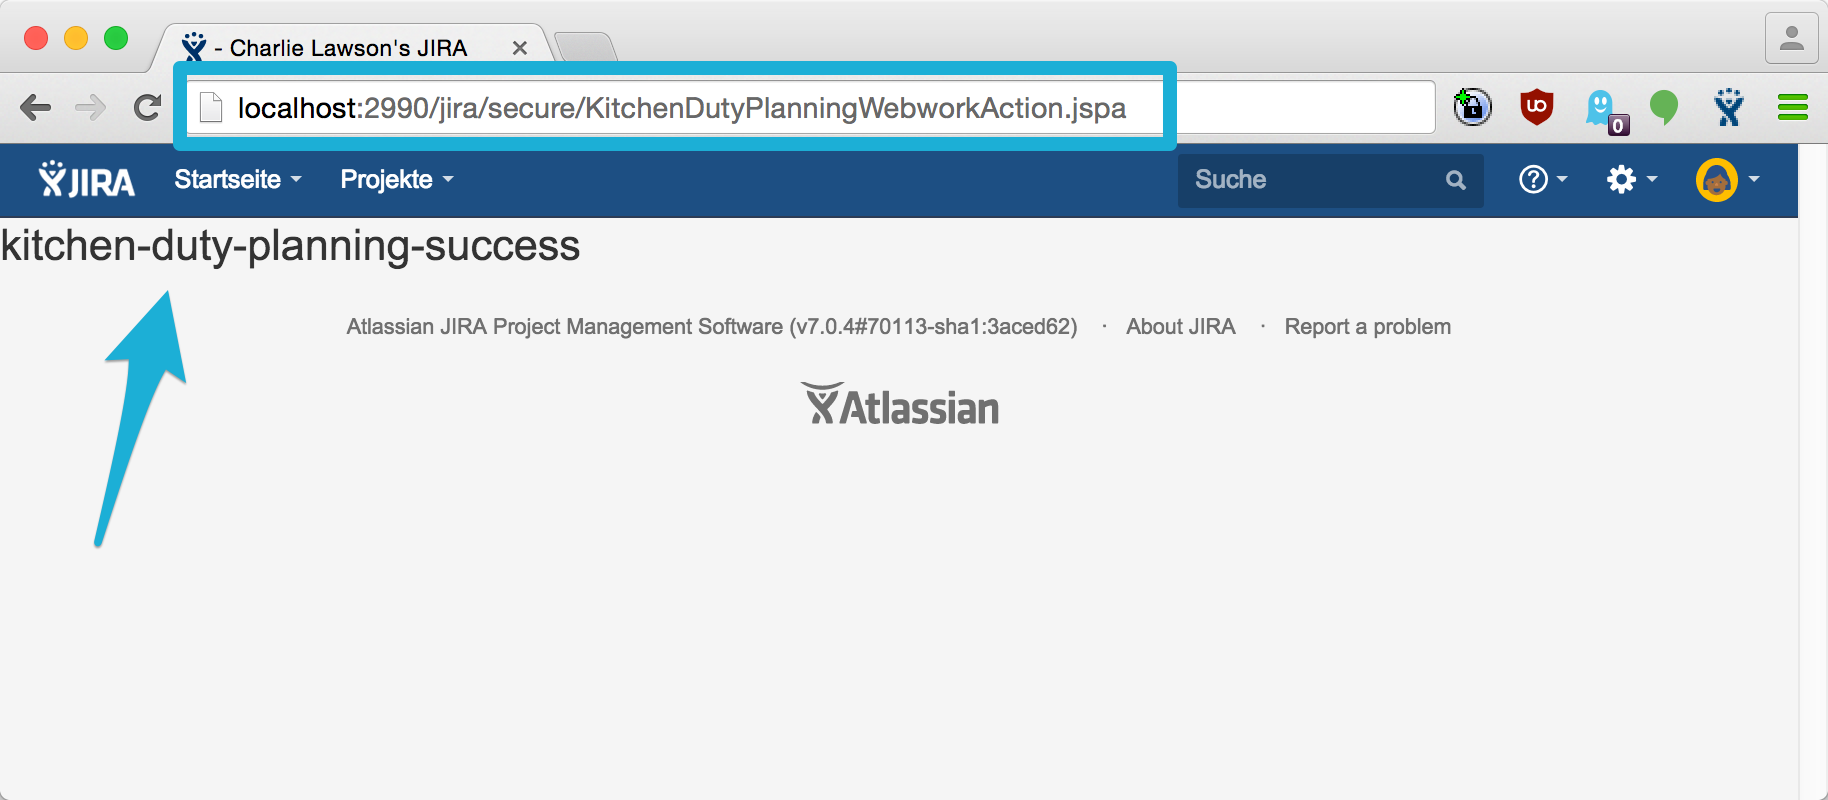 - Charlie Lawson's JIRA
localhost:2990/jira/secure/KitchenDutyPlanningWebworkAction.jspa
uo
0
JIRA Startseite Projekte Suche ?
kitchen-duty-planning-success
Atlassian JIRA Project Management Software (v7.0.4#70113-sha1:3aced62) · About JIRA · Report a problem
Atlassian